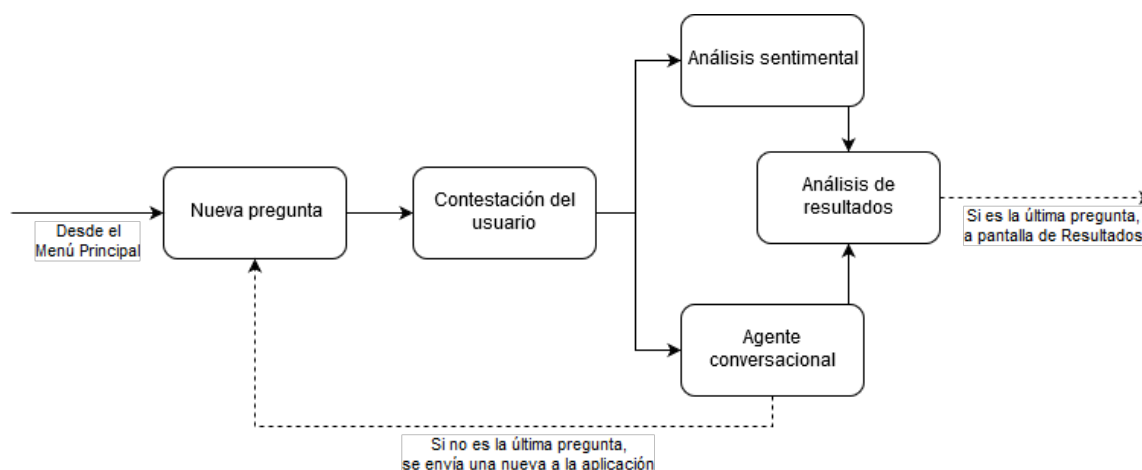 Análisis sentimental
Nueva pregunta
Contestación del
usuario
Análisis de
resultados
Desde el
Menú Principal
Si es la última pregunta,
a pantalla de Resultados
Agente
conversacional
Si no es la última pregunta,
se envía una nueva a la aplicación